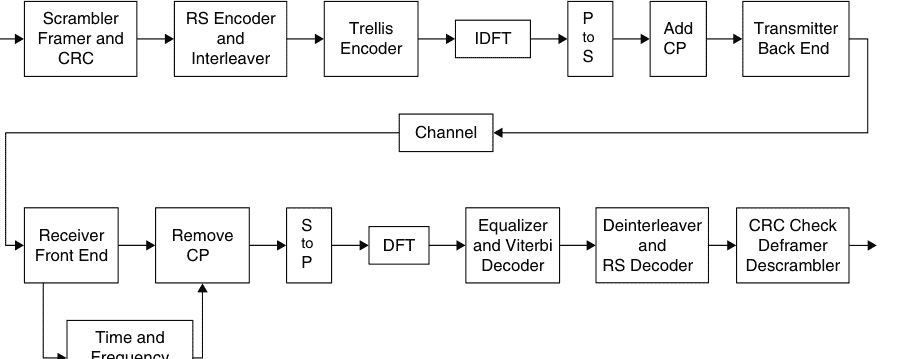 Scrambler
Framer and
CRC
RS Encoder
and
Interleaver
Trellis
Encoder
IDFT
P
to
S
Add
CP
Transmitter
Back End
Channel
Receiver
Front End
Remove
CP
S
to
P
DFT
Equalizer
and Viterbi
Decoder
Deinterleaver
and
RS Decoder
CRC Check
Deframer
Descrambler
Time and
Frequency